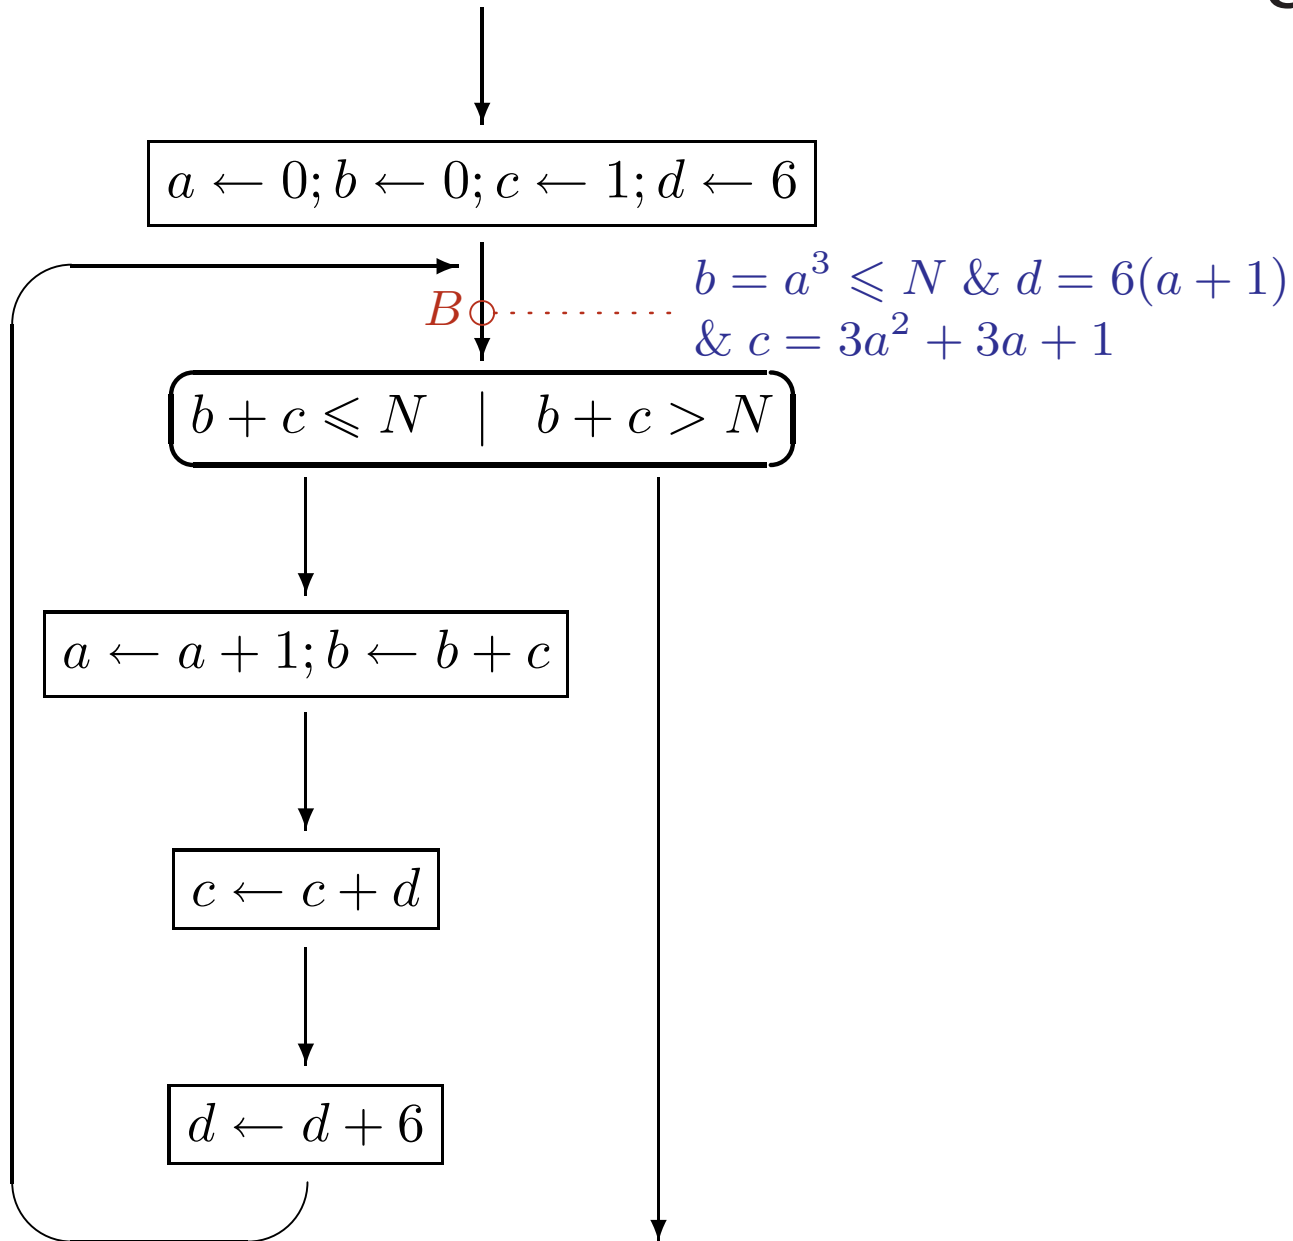 a ← 0; b ← 0; c ← 1; d ← 6
b = a³ ⩽ N & d = 6(a + 1)
B
& c = 3a² + 3a + 1
b + c ⩽ N | b + c > N
a ← a + 1; b ← b + c
c ← c + d
d ← d + 6